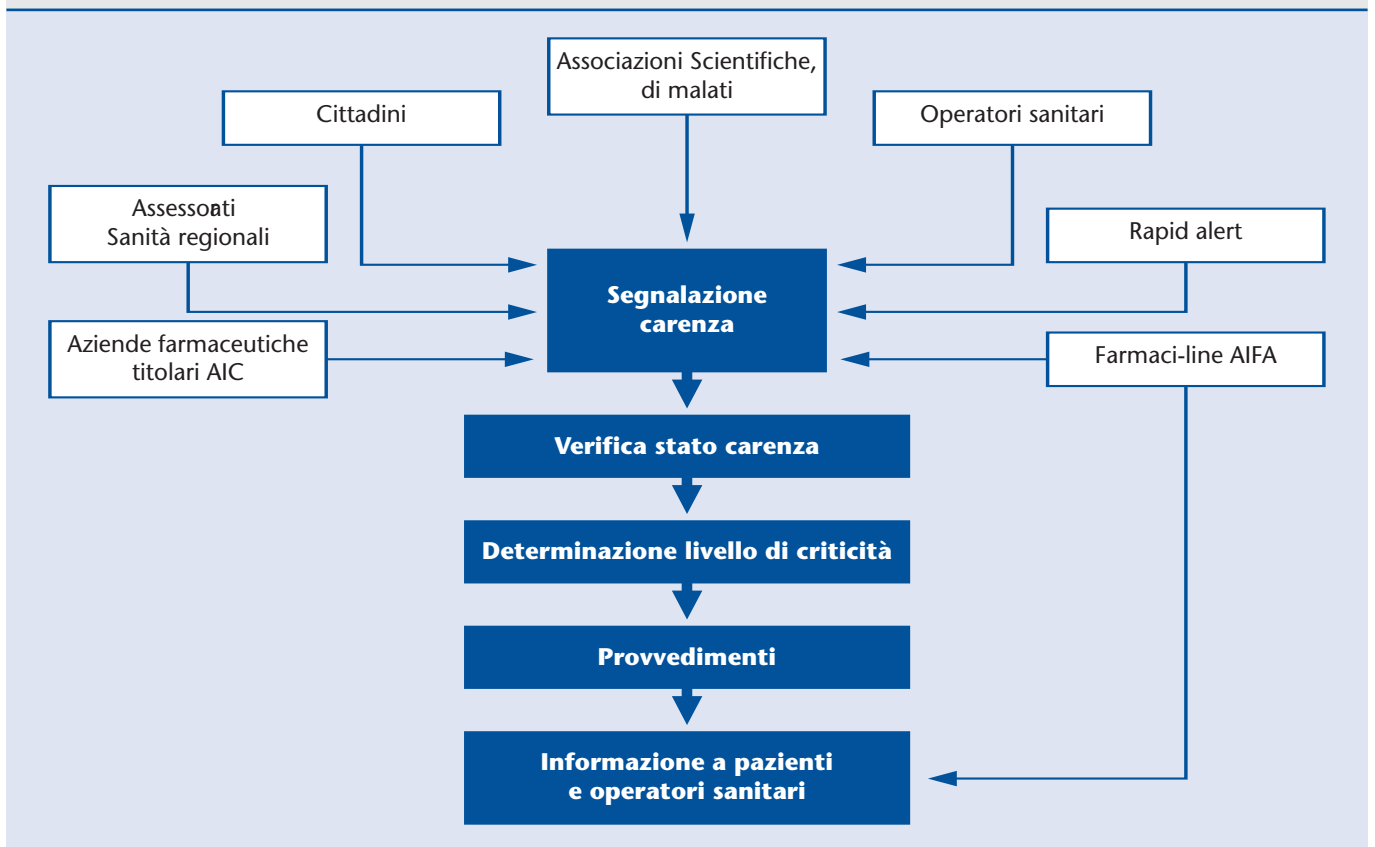 Associazioni Scientifiche,
di malati
Cittadini
Operatori sanitari
Assessorati
Sanità regionali
Rapid alert
Segnalazione
carenza
Aziende farmaceutiche
titolari AIC
Farmaci-line AIFA
Verifica stato carenza
Determinazione livello di criticità
Provvedimenti
Informazione a pazienti
e operatori sanitari